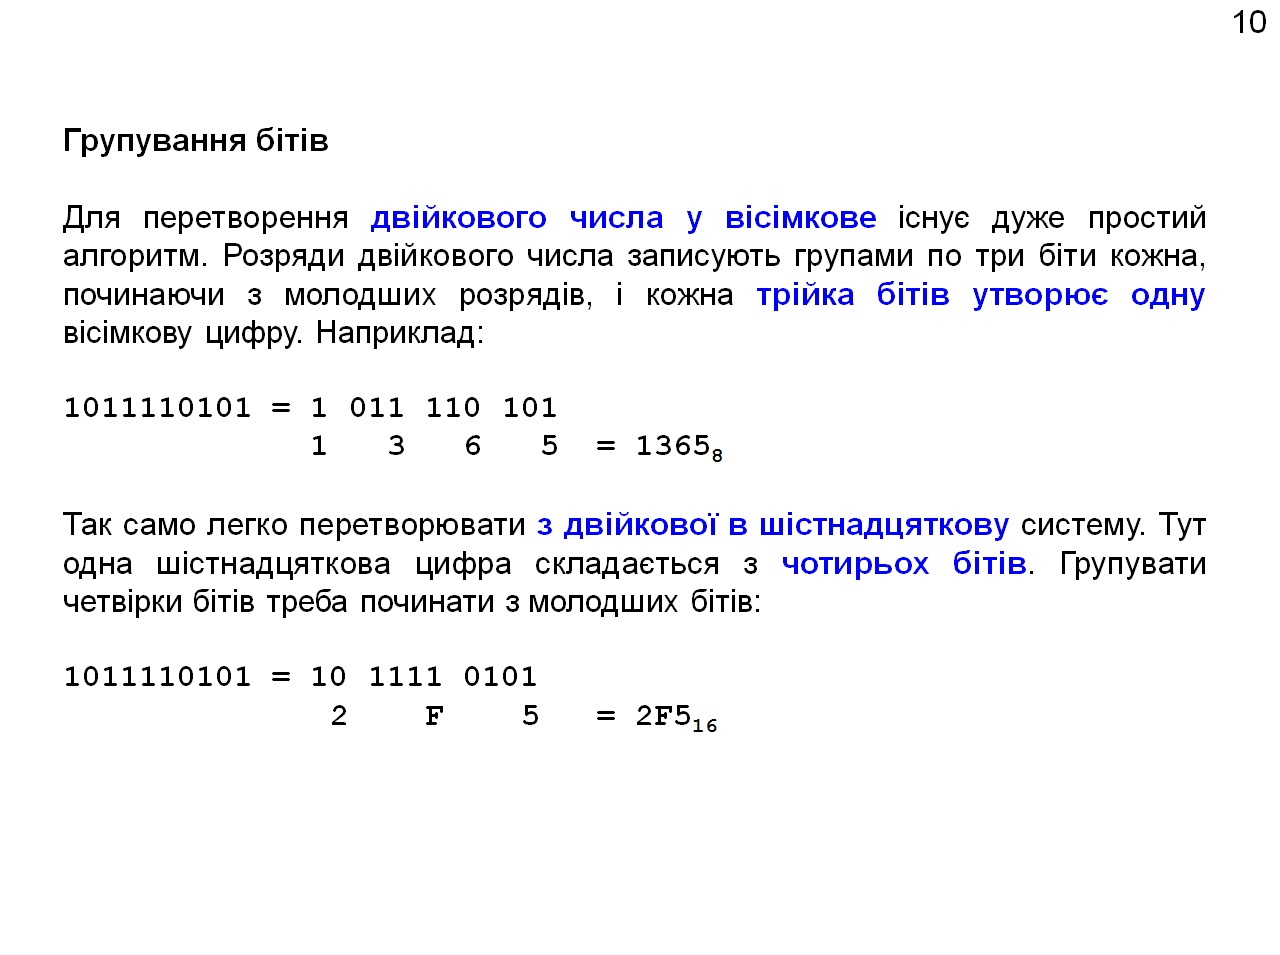 10
Групування бітів
Для перетворення двійкового числа у вісімкове існує дуже простий
алгоритм. Розряди двійкового числа записують групами по три біти кожна,
починаючи з молодших розрядів, і кожна трійка бітів утворює одну
вісімкову цифру. Наприклад:
1011110101 = 1 011 110 101
1 3 6 5 = 1365₈
Так само легко перетворювати з двійкової в шістнадцяткову систему. Тут
одна шістнадцяткова цифра складається з чотирьох бітів. Групувати
четвірки бітів треба починати з молодших бітів:
1011110101 = 10 1111 0101
2 F 5 = 2F5₁₆